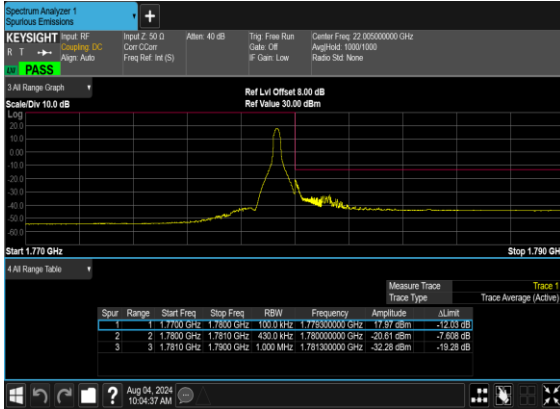 Spectrum Analyzer 1
Spurious Emissions
+
KEYSIGHT Input: RF Input Z: 50 Ω Atten: 40 dB Trig: Free Run Center Freq: 22.005000000 GHz
R T Coupling: DC Corr CCorr Gate: Off Avg|Hold: 1000/1000
Align: Auto Freq Ref: Int (S) IF Gain: Low Radio Std: None
PASS
3 All Range Graph
Ref Lvl Offset 8.00 dB
Scale/Div 10.0 dB Ref Value 30.00 dBm
Log
20.0
10.0
0.00
-10.0
-20.0
-30.0
-40.0
-50.0
-60.0
Start 1.770 GHz Stop 1.790 GH
4 All Range Table
Measure Trace Trace 1
Trace Type Trace Average (Active)
Spur Range Start Freq Stop Freq RBW Frequency Amplitude ΔLimit
1 1 1.7700 GHz 1.7800 GHz 100.0 kHz 1.779300000 GHz 17.97 dBm -12.03 dB
2 2 1.7800 GHz 1.7810 GHz 430.0 kHz 1.780000000 GHz -20.61 dBm -7.608 dB
3 3 1.7810 GHz 1.7900 GHz 1.000 MHz 1.781300000 GHz -32.28 dBm -19.28 dB
? Aug 04, 2024
10:04:37 AM